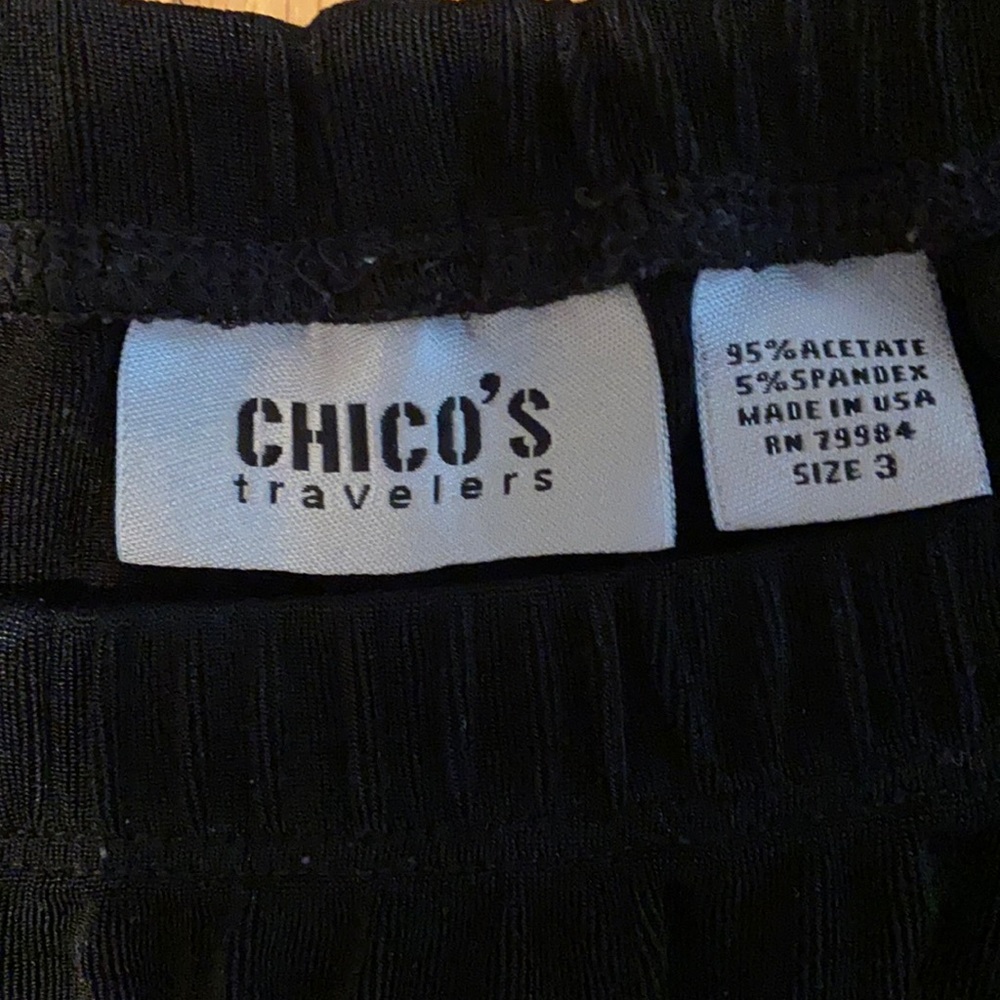 CHICO'S
travelers
95%ACETATE
5%SPANDEX
MADE IN USA
RN 79984
SIZE 3